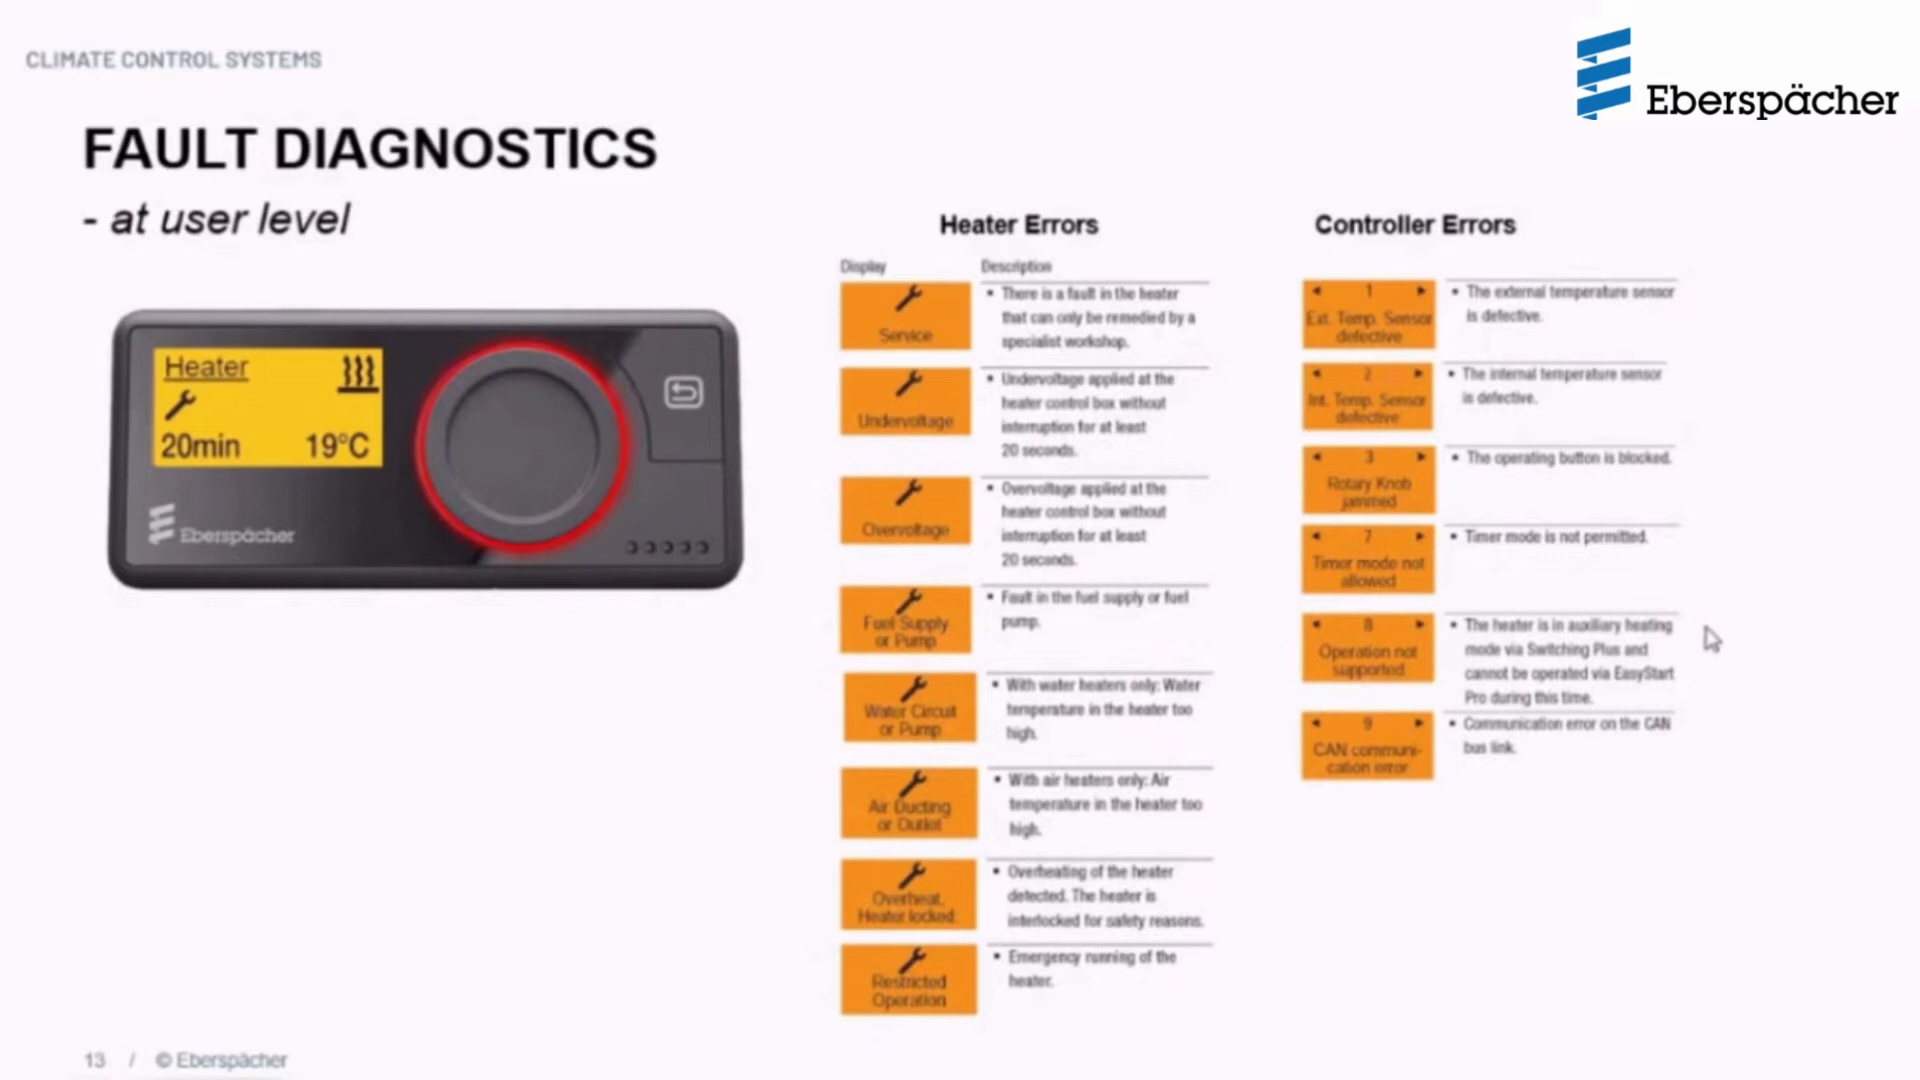 CLIMATE CONTROL SYSTEMS
Eberspächer
FAULT DIAGNOSTICS
- at user level
Heater
20min 19°C
Eberspächer
Heater Errors
Display Description
Service
• There is a fault in the heater
that can only be remedied by a
specialist workshop.
Undervoltage
• Undervoltage applied at the
heater control box without
interruption for at least
20 seconds.
Overvoltage
• Overvoltage applied at the
heater control box without
interruption for at least
20 seconds.
Fuel Supply
or Pump
• Fault in the fuel supply or fuel
pump.
Water Circuit
or Pump
• With water heaters only: Water
temperature in the heater too
high.
Air Ducting
or Outlet
• With air heaters only: Air
temperature in the heater too
high.
Overheat.
Heater locked.
• Overheating of the heater
detected. The heater is
interlocked for safety reasons.
Restricted
Operation
• Emergency running of the
heater.
Controller Errors
1
Ext. Temp. Sensor
defective
• The external temperature sensor
is defective.
2
Int. Temp. Sensor
defective
• The internal temperature sensor
is defective.
3
Rotary Knob
jammed
• The operating button is blocked.
7
Timer mode not
allowed
• Timer mode is not permitted.
8
Operation not
supported
• The heater is in auxiliary heating
mode via Switching Plus and
cannot be operated via EasyStart
Pro during this time.
9
CAN communi-
cation error
• Communication error on the CAN
bus link.
13 / © Eberspächer